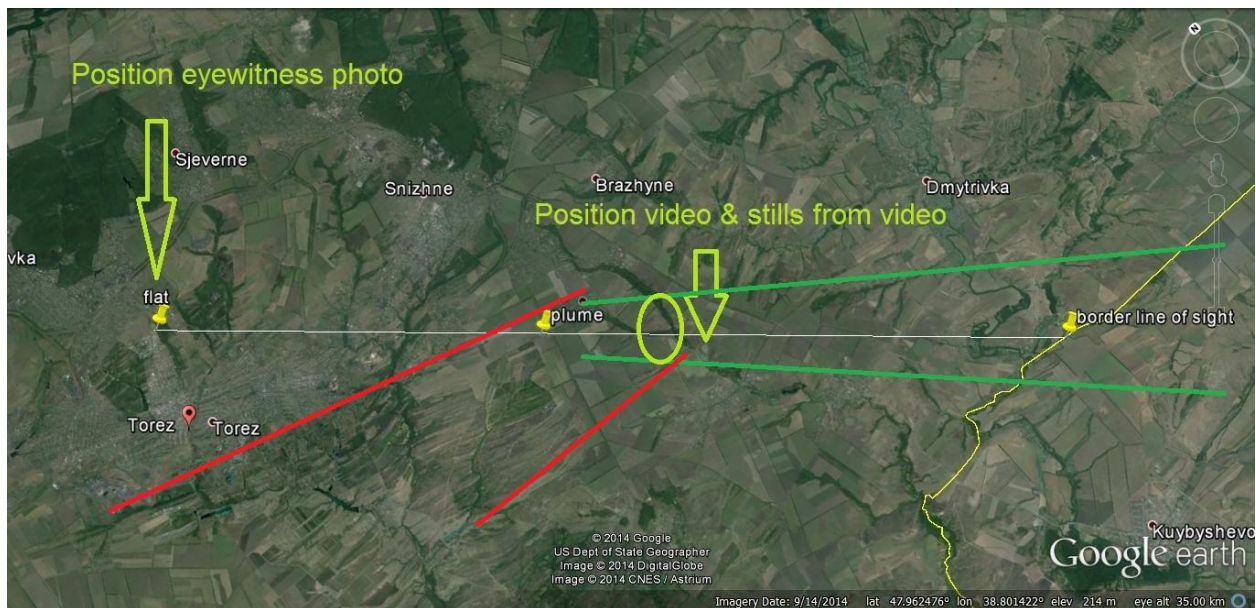 Position eyewitness photo
N
Sjeverne
Snizhne
Brazhyne
Dmytrivka
Position video & stills from video
vka
flat
plume
border line of sight
Torez
Torez
© 2014 Google
US Dept of State Geographer
Image © 2014 DigitalGlobe
Image © 2014 CNES / Astrium
Kuybyshevo
Google earth
Imagery Date: 9/14/2014 lat 47.962476° lon 38.801422° elev 214 m eye alt 35.00 km